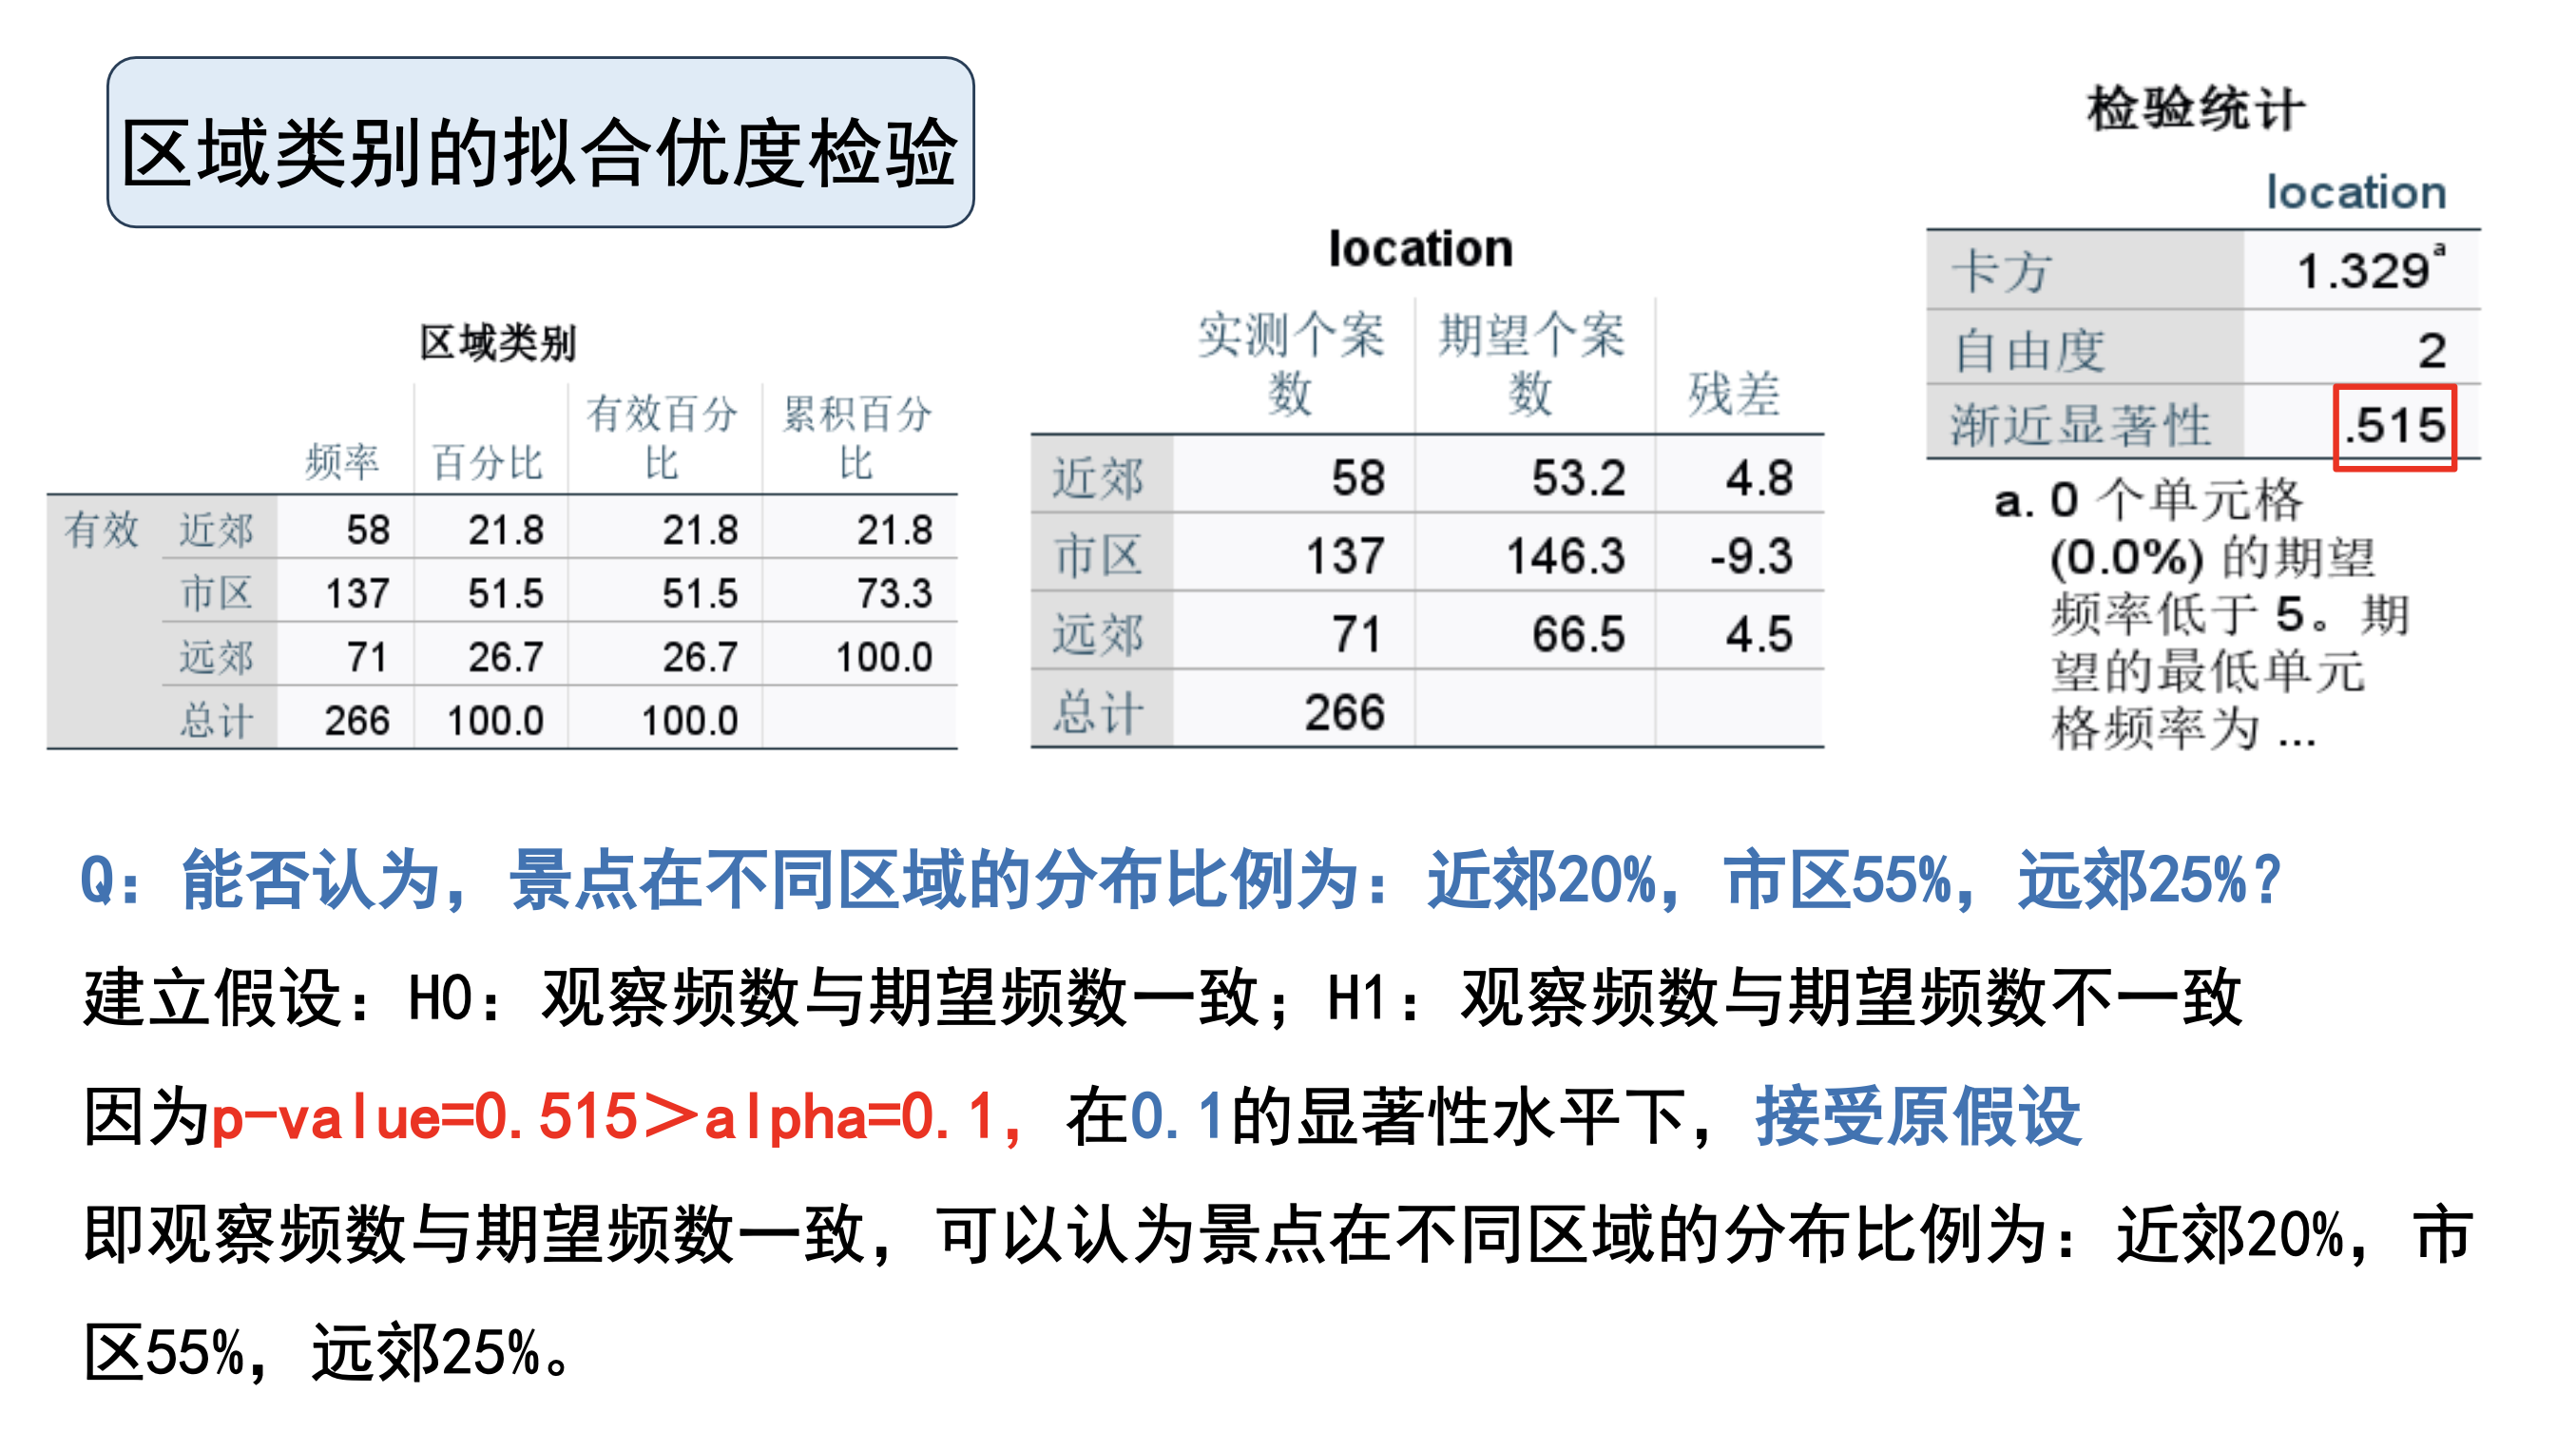 区域类别的拟合优度检验
区域类别
频率 百分比 有效百分比 累积百分比
有效 近郊 58 21.8 21.8 21.8
市区 137 51.5 51.5 73.3
远郊 71 26.7 26.7 100.0
总计 266 100.0 100.0
location
实测个案数 期望个案数 残差
近郊 58 53.2 4.8
市区 137 146.3 -9.3
远郊 71 66.5 4.5
总计 266
检验统计
location
卡方 1.329a
自由度 2
渐近显著性 .515
a. 0 个单元格
(0.0%) 的期望
频率低于 5。期
望的最低单元
格频率为 ...
Q：能否认为，景点在不同区域的分布比例为：近郊20%，市区55%，远郊25%？
建立假设：H0：观察频数与期望频数一致；H1：观察频数与期望频数不一致
因为p-value=0.515＞alpha=0.1，在0.1的显著性水平下，接受原假设
即观察频数与期望频数一致，可以认为景点在不同区域的分布比例为：近郊20%，市
区55%，远郊25%。